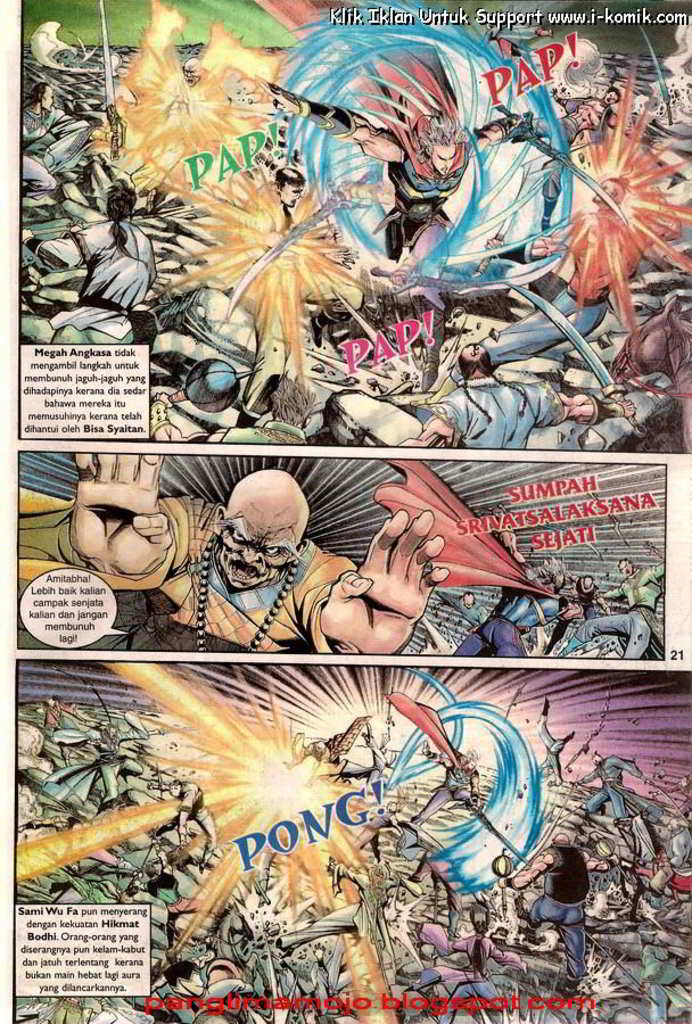 Klik Iklan Untuk Support www.i-komik.com
PAP!
PAP!
PAP!
Megah Angkasa tidak
mengambil langkah untuk
membunuh jaguh-jaguh yang
dihadapinya kerana dia sedar
bahawa mereka itu
memusuhinya kerana telah
dihantui oleh Bisa Syaitan.
SUMPAH
SRIVATSALAKSANA
SEJATI
Amitabha!
Lebih baik kalian
campak senjata
kalian dan jangan
membunuh
lagi!
21
PONG!
Sami Wu Fa pun menyerang
dengan kekuatan Hikmat
Bodhi. Orang-orang yang
diserangnya pun kelam-kabut
dan jatuh terlentang kerana
bukan main hebat lagi aura
yang dilancarkannya.
panglimamojo.blogspot.com